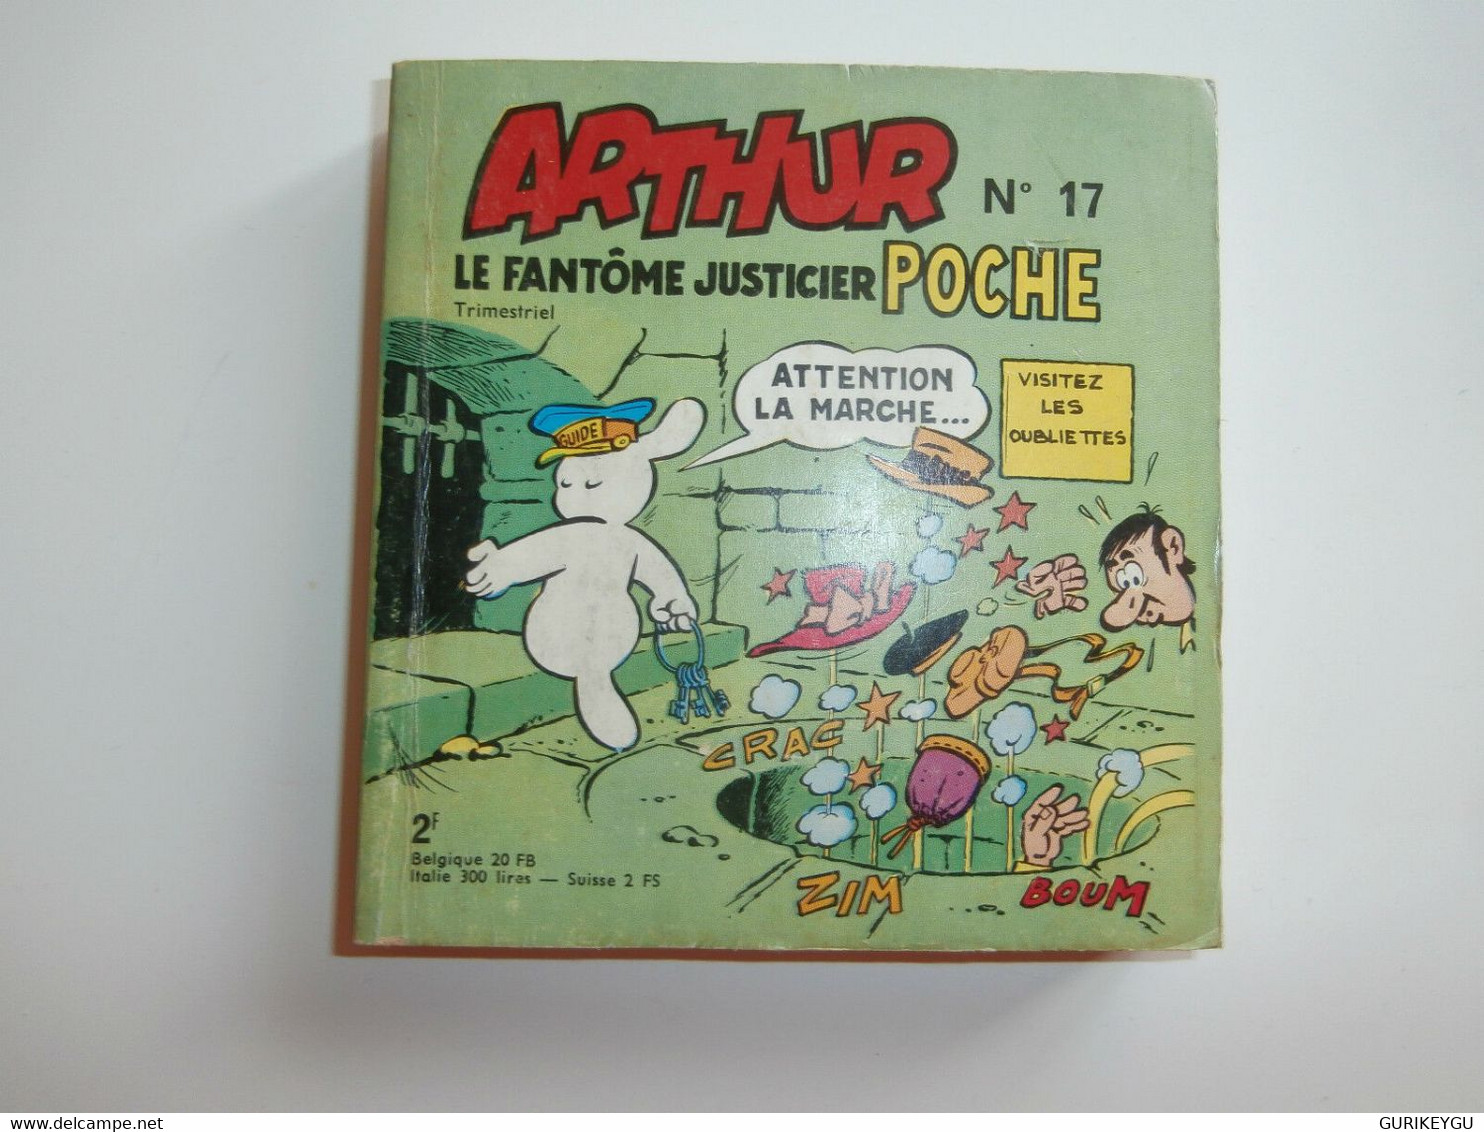 ARTHUR
N° 17
LE FANTÔME JUSTICIER POCHE
Trimestriel
ATTENTION
LA MARCHE...
VISITEZ
LES
OUBLIETTES
GUIDE
CRAC
ZIM
BOUM
2F
Belgique 20 FB
Italie 300 lires — Suisse 2 FS
delcampe.net
GURIKEYGU